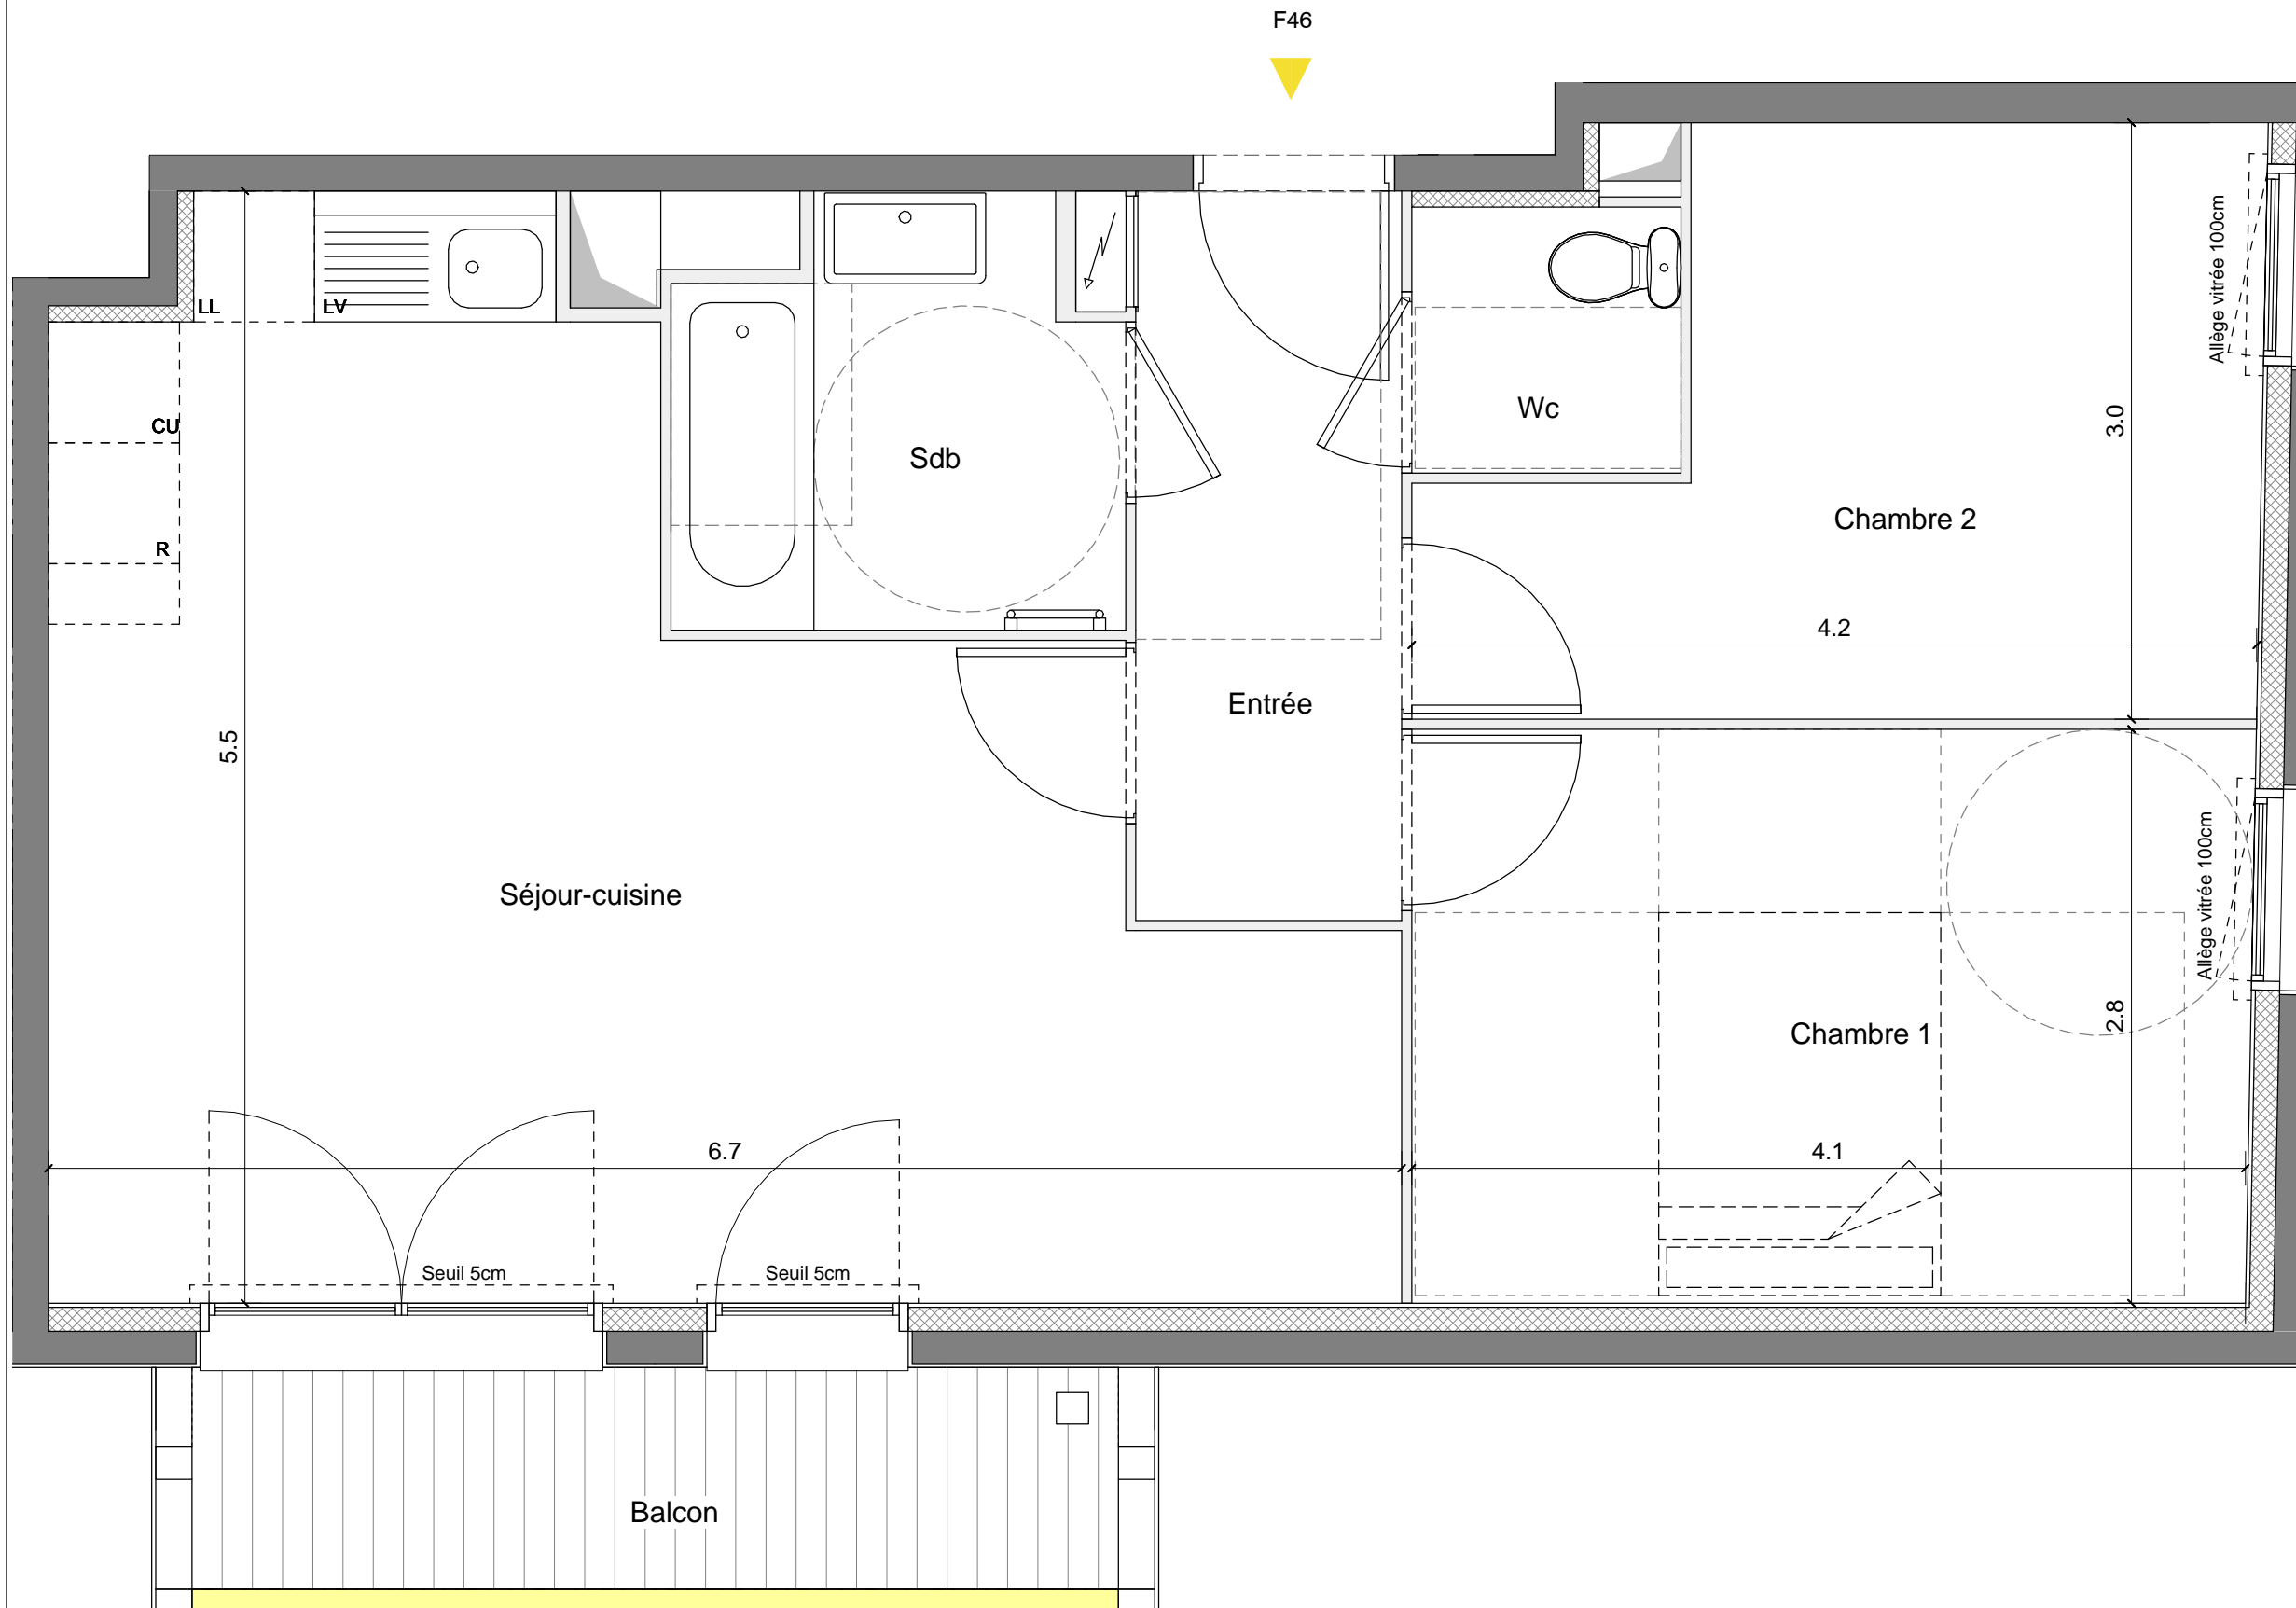 F46
Allège vitrée 100cm
LL
LV
CU
Wc
3.0
Sdb
Chambre 2
R
4.2
Entrée
5.5
Séjour-cuisine
Allège vitrée 100cm
2.8
Chambre 1
6.7
4.1
Seuil 5cm
Seuil 5cm
Balcon